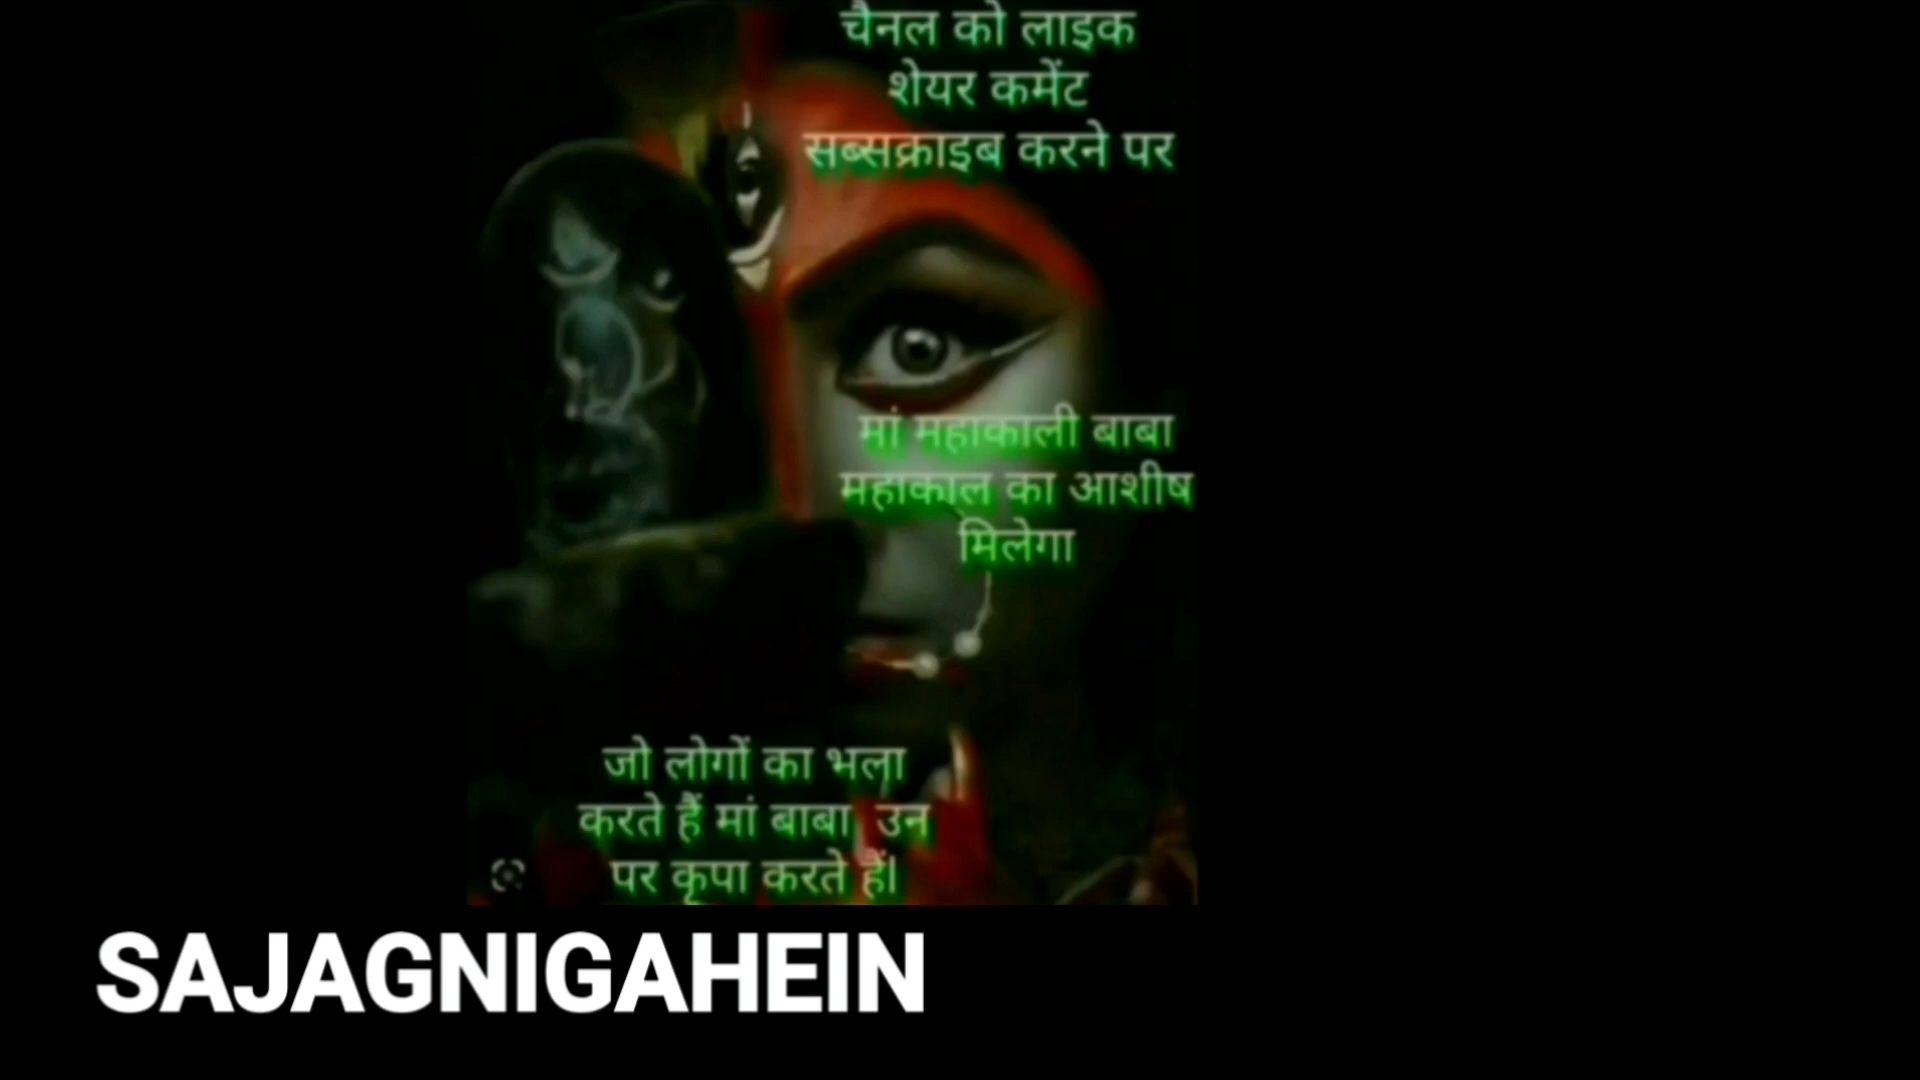 चैनल को लाइक
शेयर कमेंट
सब्सक्राइब करने पर
मां महाकाली बाबा
महाकाल का आशीष
मिलेगा
जो लोगों का भला
करते हैं मां बाबा उन
पर कृपा करते हैं।
SAJAGNIGAHEIN